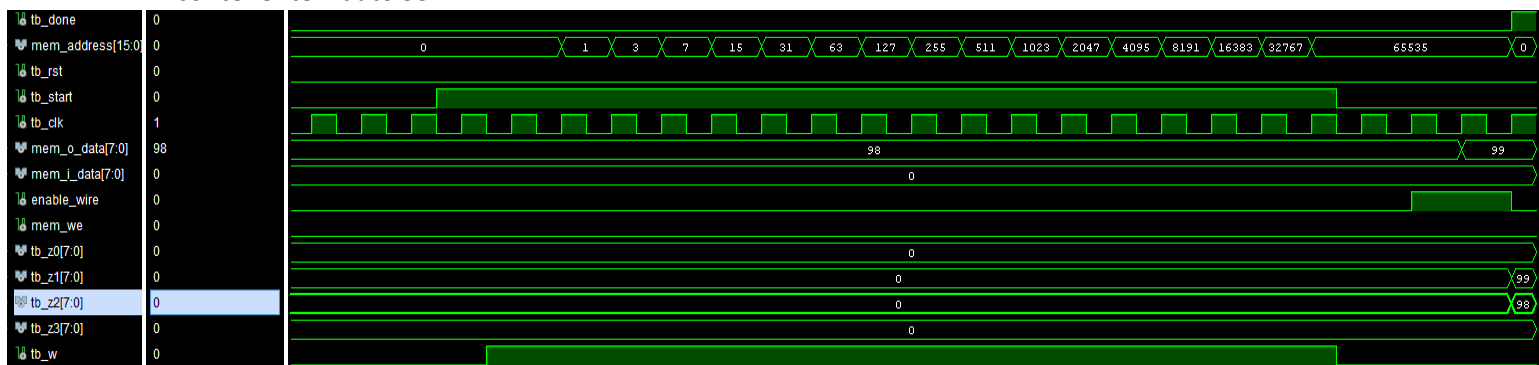 tb_done 0
mem_address[15:0] 0 0 1 3 7 15 31 63 127 255 511 1023 2047 4095 8191 16383 32767 65535 0
tb_rst 0
tb_start 0
tb_clk 1
mem_o_data[7:0] 98 98 99
mem_i_data[7:0] 0 0
enable_wire 0
mem_we 0
tb_z0[7:0] 0 0
tb_z1[7:0] 0 0 99
tb_z2[7:0] 0 0 98
tb_z3[7:0] 0 0
tb_w 0